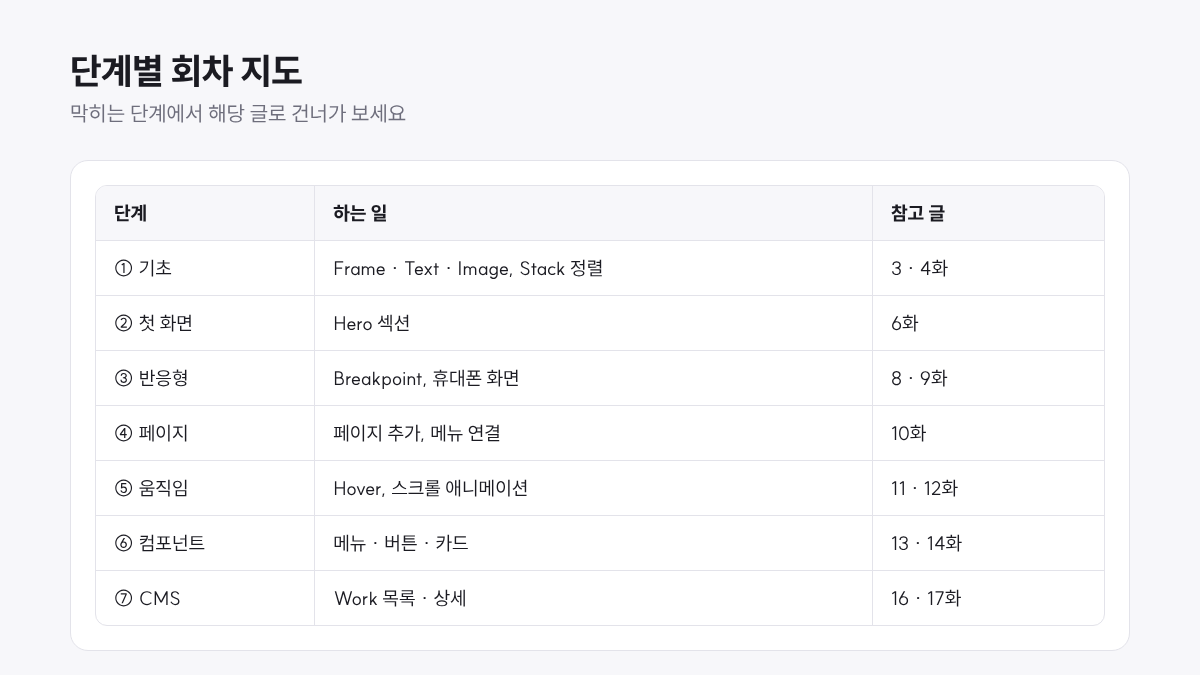 단계별 회차 지도
막히는 단계에서 해당 글로 건너가 보세요
단계 하는 일 참고 글
① 기초 Frame · Text · Image, Stack 정렬 3 · 4화
② 첫 화면 Hero 섹션 6화
③ 반응형 Breakpoint, 휴대폰 화면 8 · 9화
④ 페이지 페이지 추가, 메뉴 연결 10화
⑤ 움직임 Hover, 스크롤 애니메이션 11 · 12화
⑥ 컴포넌트 메뉴 · 버튼 · 카드 13 · 14화
⑦ CMS Work 목록 · 상세 16 · 17화